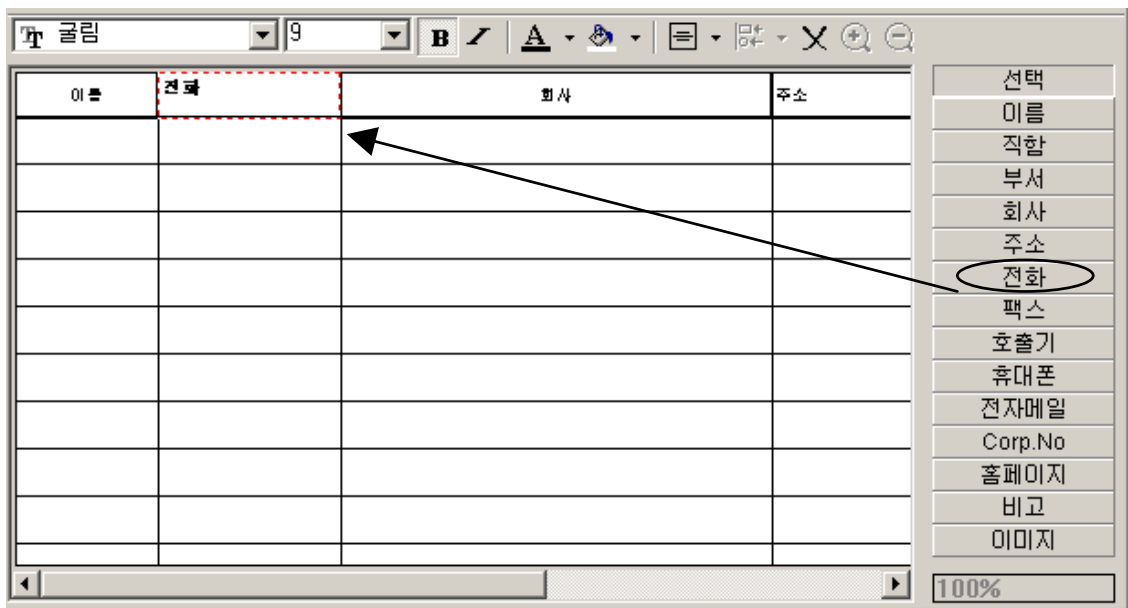 굴림 9 B I A
이름 전화 회사 주소
선택
이름
직함
부서
회사
주소
전화
팩스
호출기
휴대폰
전자메일
Corp.No
홈페이지
비고
이미지
100%